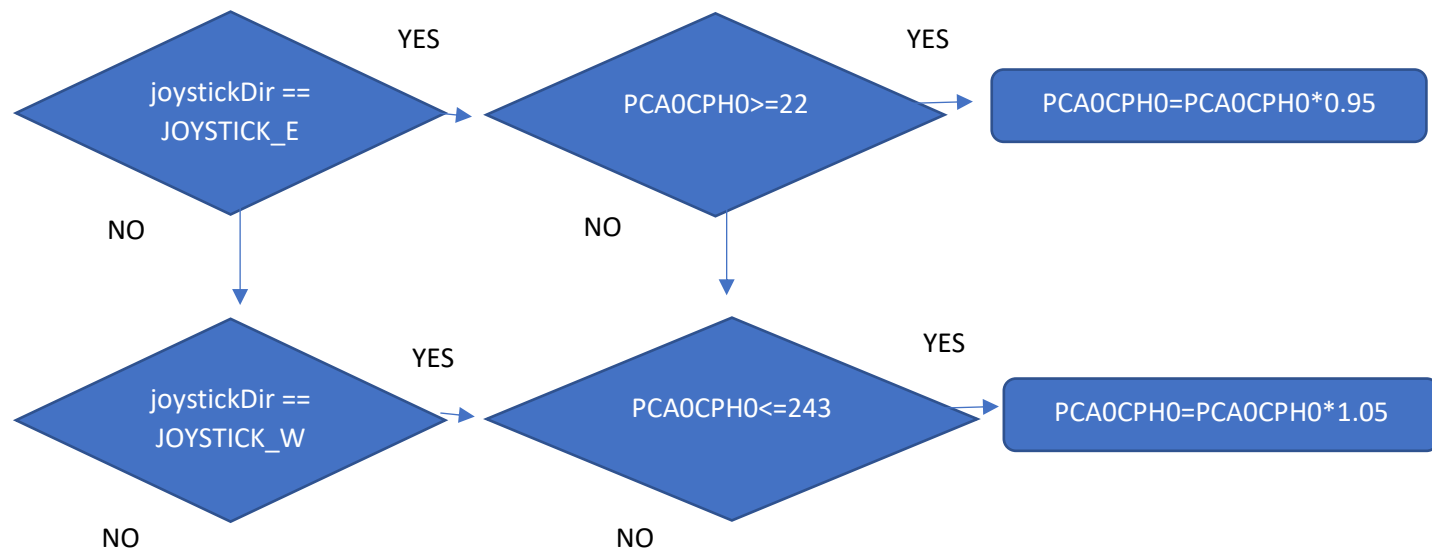 YES
YES
joystickDir ==
JOYSTICK_E
PCA0CPH0>=22
PCA0CPH0=PCA0CPH0*0.95
NO
NO
YES
YES
joystickDir ==
JOYSTICK_W
PCA0CPH0<=243
PCA0CPH0=PCA0CPH0*1.05
NO
NO